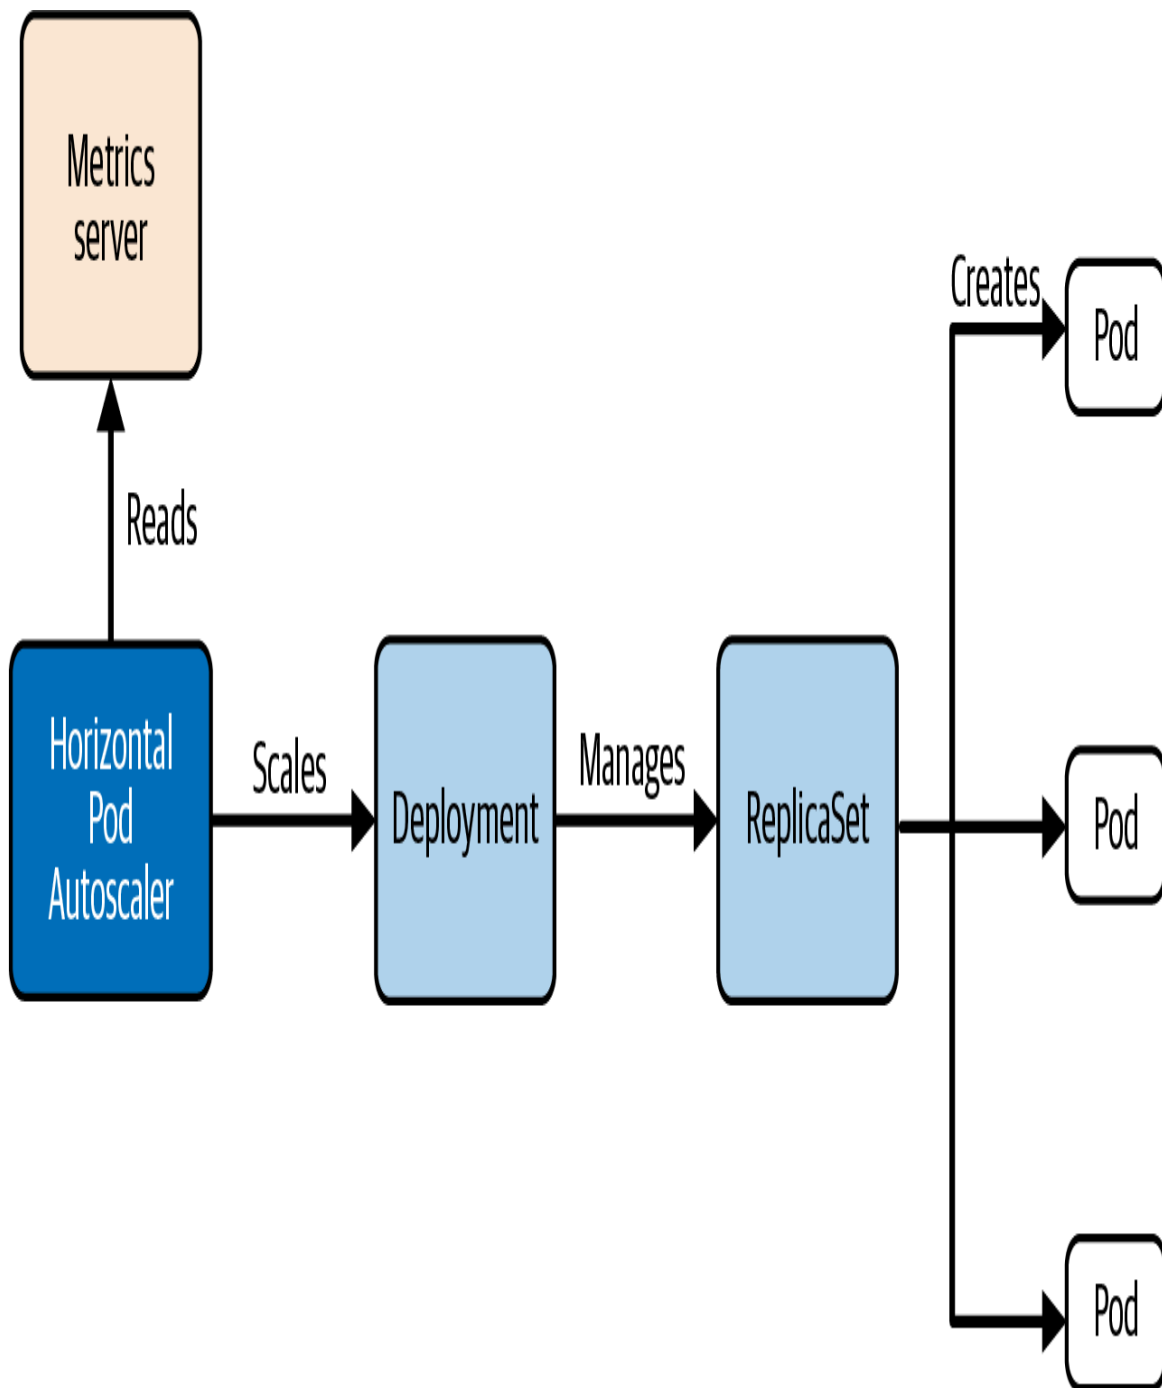 Metrics
server
Reads
Horizontal
Pod
Autoscaler
Scales
Deployment
Manages
ReplicaSet
Creates
Pod
Pod
Pod